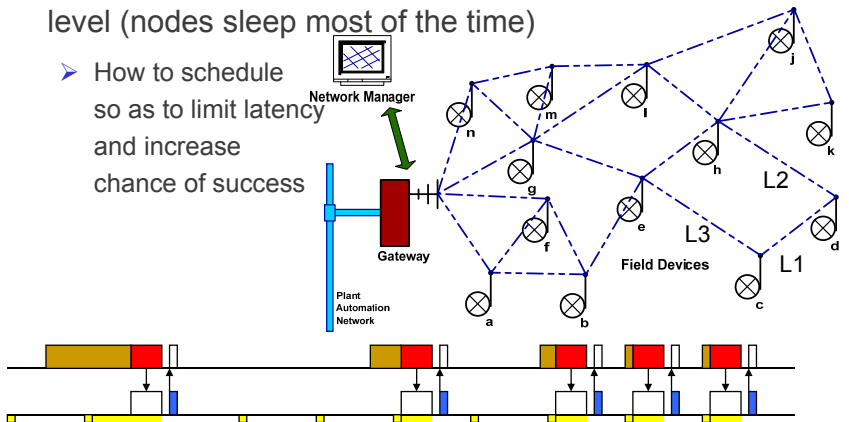 level (nodes sleep most of the time)
How to schedule
so as to limit latency
and increase
chance of success
Network Manager
n
m
l
j
k
g
h
L2
f
e
L3
d
Gateway
Field Devices
L1
c
Plant
Automation
Network
a
b